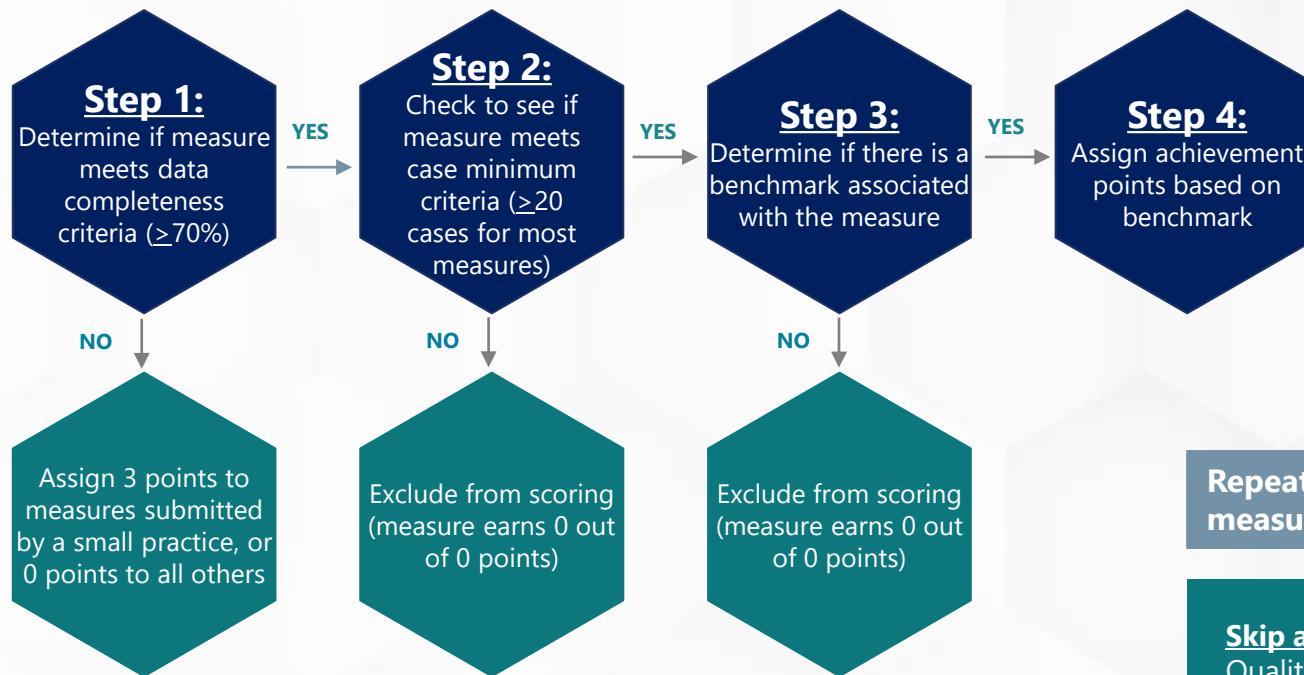 Step 1:
Determine if measure
meets data
completeness
criteria (>70%)
YES
Step 2:
Check to see if
measure meets
case minimum
criteria (>20
cases for most
measures)
YES
Step 3:
Determine if there is a
benchmark associated
with the measure
YES
Step 4:
Assign achievement
points based on
benchmark
NO
NO
NO
Assign 3 points to
measures submitted
by a small practice, or
0 points to all others
Exclude from scoring
(measure earns 0 out
of 0 points)
Exclude from scoring
(measure earns 0 out
of 0 points)
Repeat
measu
Skip a
Qualit